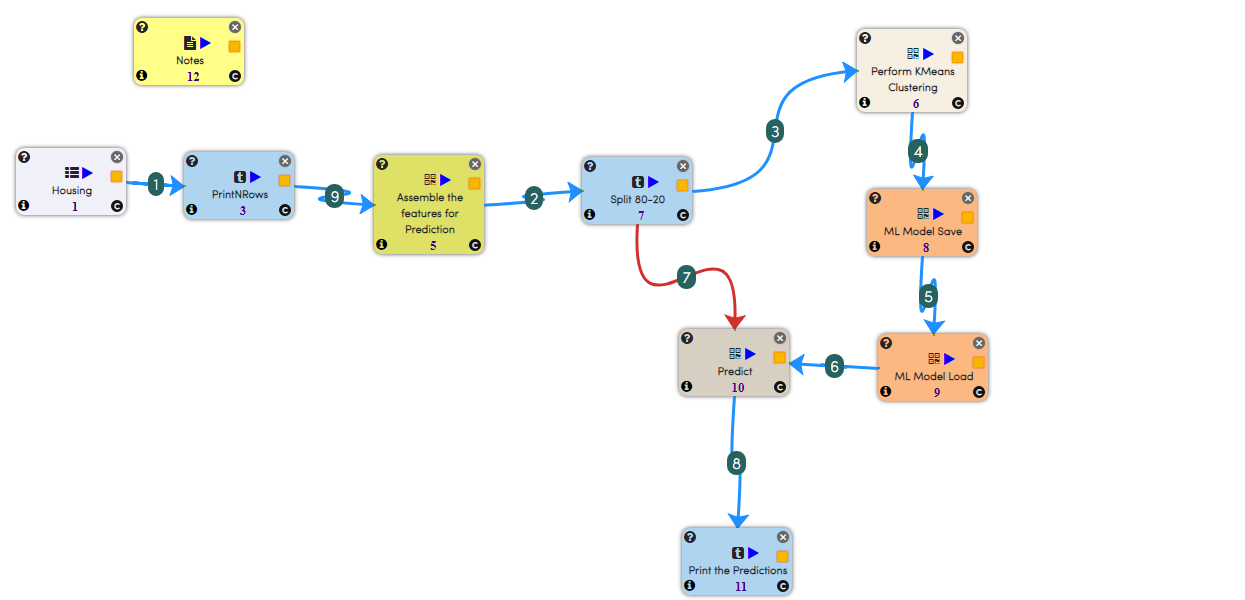 Notes
12
Housing
1
1
PrintNRows
3
9
Assemble the
features for
Prediction
5
2
Split 80-20
7
3
Perform KMeans
Clustering
6
4
ML Model Save
8
5
ML Model Load
9
6
7
Predict
10
8
Print the Predictions
11